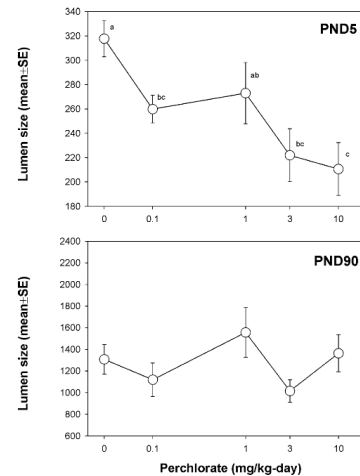 PND5
Lumen size (mean±SE)
340
320
300
280
260
240
220
200
180
a
bc
ab
bc
c
0 0.1 1 3 10
PND90
Lumen size (mean±SE)
2400
2200
2000
1800
1600
1400
1200
1000
800
600
0 0.1 1 3 10
Perchlorate (mg/kg-day)